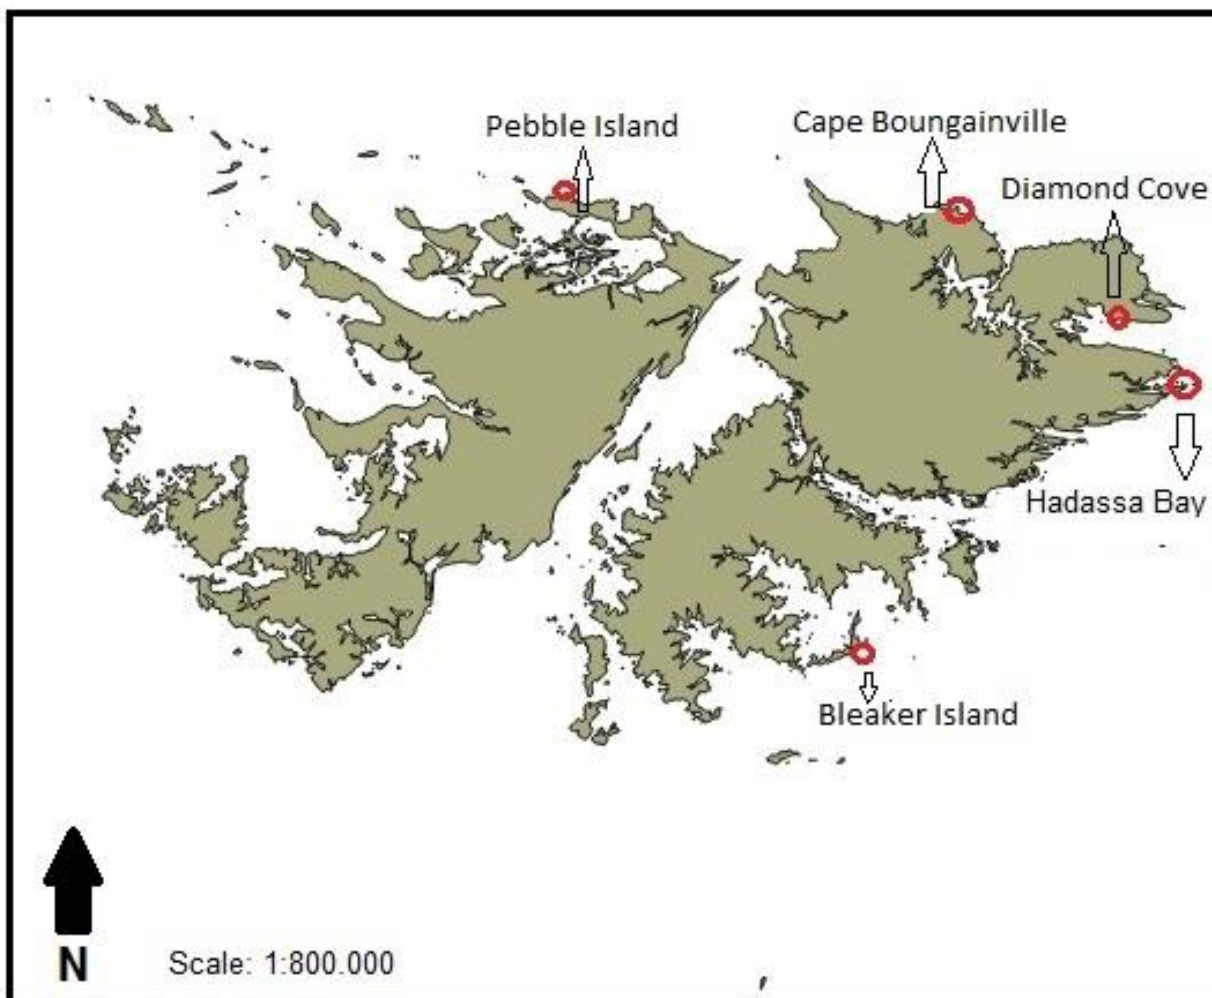 Pebble Island
Cape Boungainville
Diamond Cove
Hadassa Bay
Bleaker Island
N
Scale: 1:800.000
,